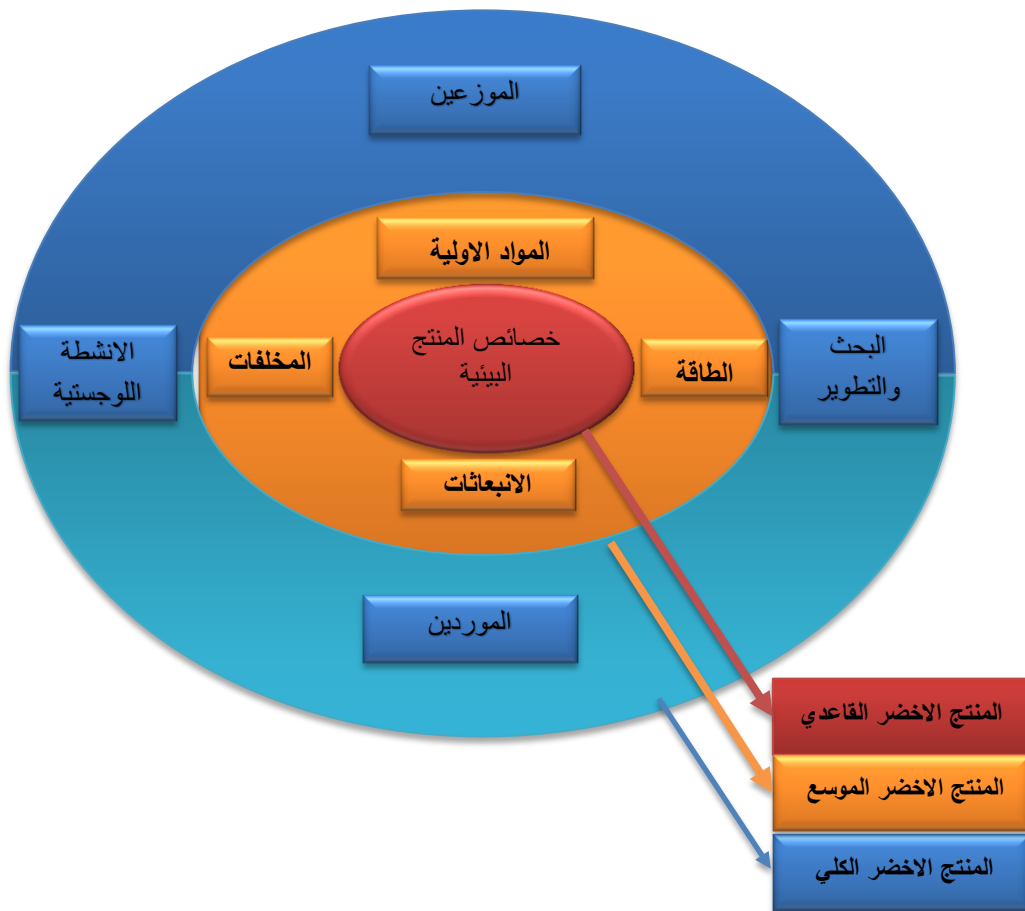 الموزعين
المواد الاولية
خصائص المنتج
البيئية
البحث
والتطوير
الطاقة
المخلفات
الانشطة
اللوجستية
الانبعاثات
الموردين
المنتج الاخضر القاعدي
المنتج الاخضر الموسع
المنتج الاخضر الكلي